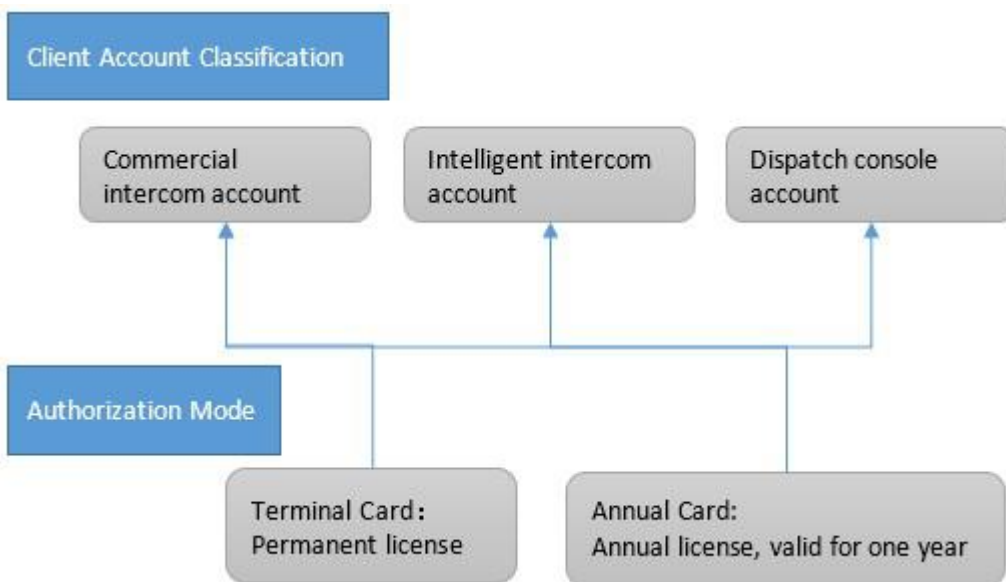 Client Account Classification
Commercial
intercom account
Intelligent intercom
account
Dispatch console
account
Authorization Mode
Terminal Card：
Permanent license
Annual Card:
Annual license, valid for one year